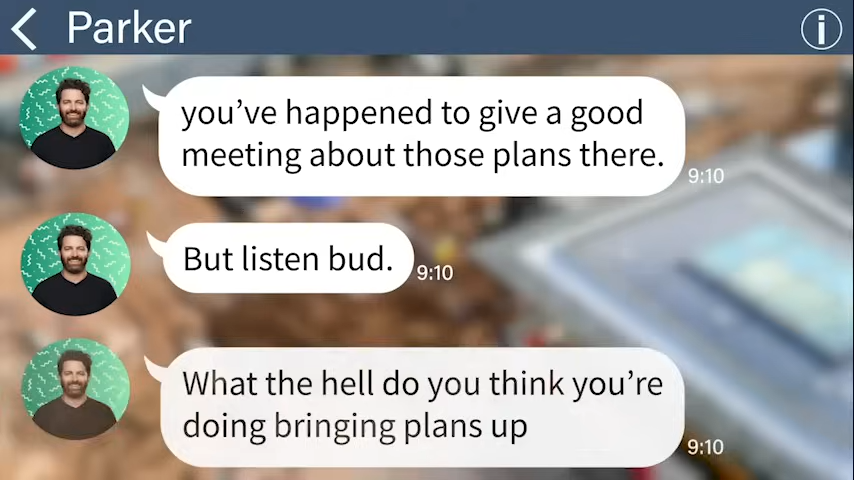 Parker
you’ve happened to give a good
meeting about those plans there.
9:10
But listen bud.
9:10
What the hell do you think you’re
doing bringing plans up
9:10